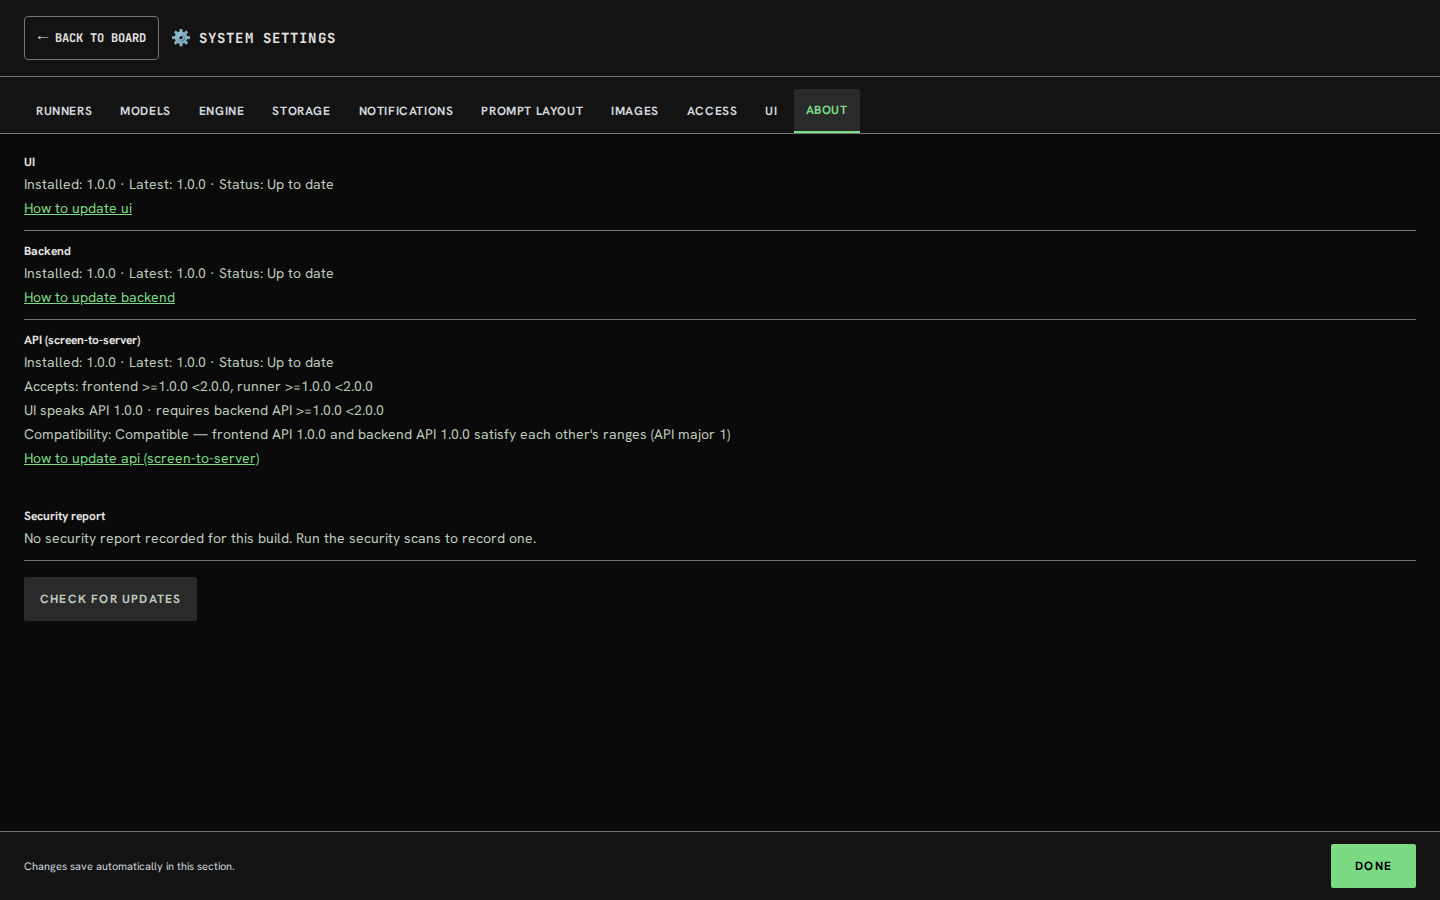 ← BACK TO BOARD
SYSTEM SETTINGS
RUNNERS MODELS ENGINE STORAGE NOTIFICATIONS PROMPT LAYOUT IMAGES ACCESS UI ABOUT
UI
Installed: 1.0.0 · Latest: 1.0.0 · Status: Up to date
How to update ui
Backend
Installed: 1.0.0 · Latest: 1.0.0 · Status: Up to date
How to update backend
API (screen-to-server)
Installed: 1.0.0 · Latest: 1.0.0 · Status: Up to date
Accepts: frontend >=1.0.0 <2.0.0, runner >=1.0.0 <2.0.0
UI speaks API 1.0.0 · requires backend API >=1.0.0 <2.0.0
Compatibility: Compatible — frontend API 1.0.0 and backend API 1.0.0 satisfy each other's ranges (API major 1)
How to update api (screen-to-server)
Security report
No security report recorded for this build. Run the security scans to record one.
CHECK FOR UPDATES
Changes save automatically in this section.
DONE